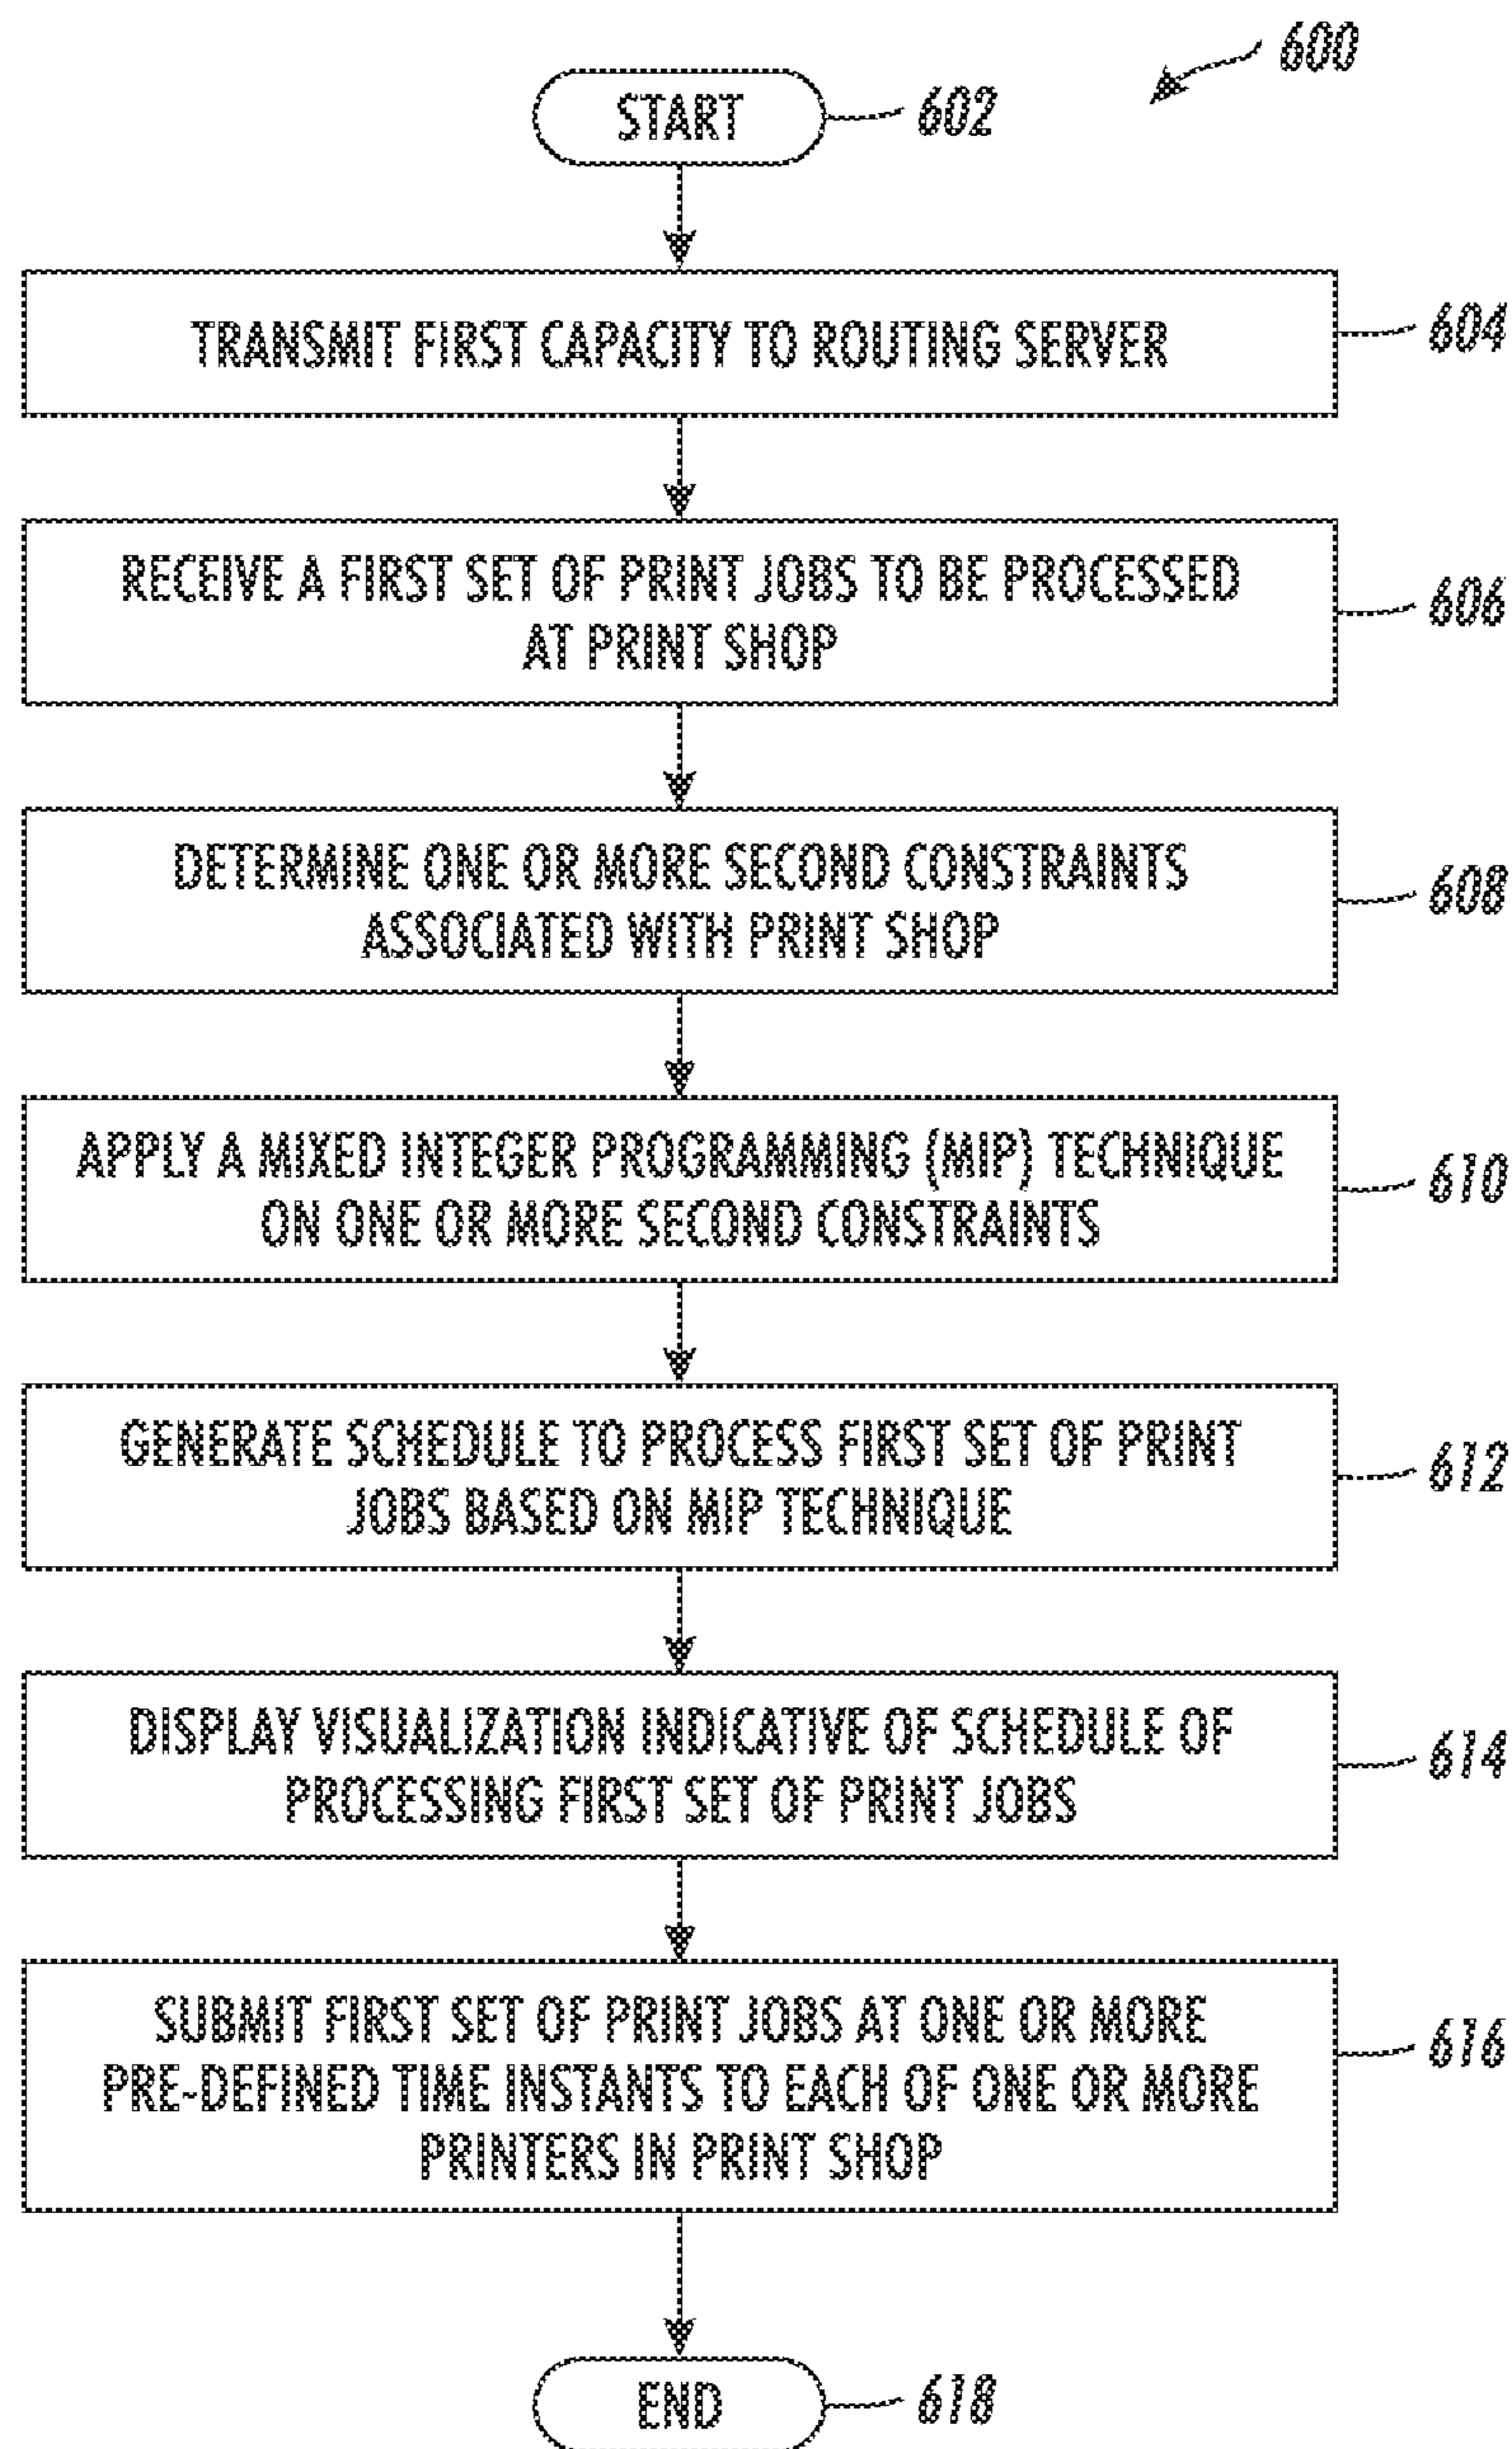 600
START
602
TRANSMIT FIRST CAPACITY TO ROUTING SERVER
604
RECEIVE A FIRST SET OF PRINT JOBS TO BE PROCESSED
AT PRINT SHOP
606
DETERMINE ONE OR MORE SECOND CONSTRAINTS
ASSOCIATED WITH PRINT SHOP
608
APPLY A MIXED INTEGER PROGRAMMING (MIP) TECHNIQUE
ON ONE OR MORE SECOND CONSTRAINTS
610
GENERATE SCHEDULE TO PROCESS FIRST SET OF PRINT
JOBS BASED ON MIP TECHNIQUE
612
DISPLAY VISUALIZATION INDICATIVE OF SCHEDULE OF
PROCESSING FIRST SET OF PRINT JOBS
614
SUBMIT FIRST SET OF PRINT JOBS AT ONE OR MORE
PRE-DEFINED TIME INSTANTS TO EACH OF ONE OR MORE
PRINTERS IN PRINT SHOP
616
END
618